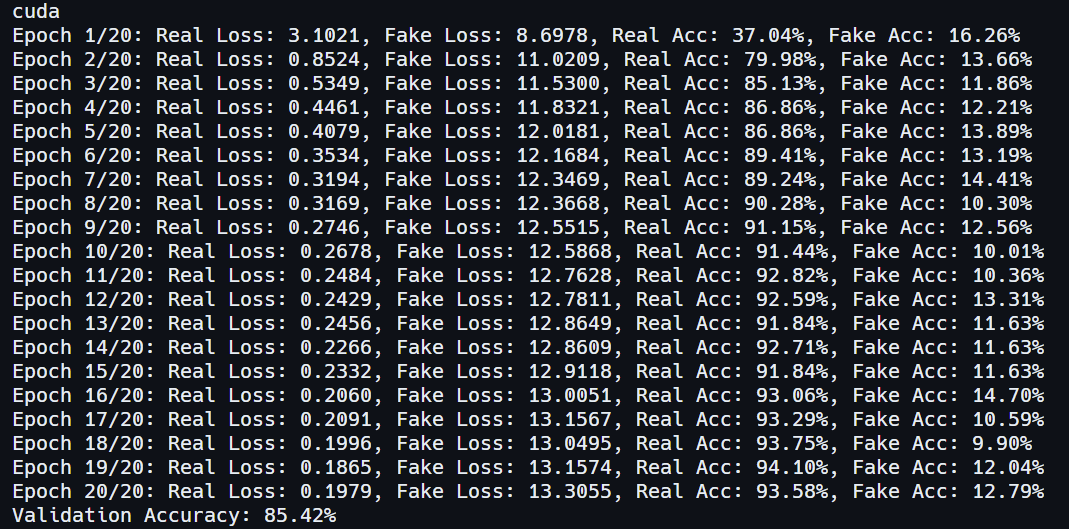 cuda
Epoch 1/20: Real Loss: 3.1021, Fake Loss: 8.6978, Real Acc: 37.04%, Fake Acc: 16.26%
Epoch 2/20: Real Loss: 0.8524, Fake Loss: 11.0209, Real Acc: 79.98%, Fake Acc: 13.66%
Epoch 3/20: Real Loss: 0.5349, Fake Loss: 11.5300, Real Acc: 85.13%, Fake Acc: 11.86%
Epoch 4/20: Real Loss: 0.4461, Fake Loss: 11.8321, Real Acc: 86.86%, Fake Acc: 12.21%
Epoch 5/20: Real Loss: 0.4079, Fake Loss: 12.0181, Real Acc: 86.86%, Fake Acc: 13.89%
Epoch 6/20: Real Loss: 0.3534, Fake Loss: 12.1684, Real Acc: 89.41%, Fake Acc: 13.19%
Epoch 7/20: Real Loss: 0.3194, Fake Loss: 12.3469, Real Acc: 89.24%, Fake Acc: 14.41%
Epoch 8/20: Real Loss: 0.3169, Fake Loss: 12.3668, Real Acc: 90.28%, Fake Acc: 10.30%
Epoch 9/20: Real Loss: 0.2746, Fake Loss: 12.5515, Real Acc: 91.15%, Fake Acc: 12.56%
Epoch 10/20: Real Loss: 0.2678, Fake Loss: 12.5868, Real Acc: 91.44%, Fake Acc: 10.01%
Epoch 11/20: Real Loss: 0.2484, Fake Loss: 12.7628, Real Acc: 92.82%, Fake Acc: 10.36%
Epoch 12/20: Real Loss: 0.2429, Fake Loss: 12.7811, Real Acc: 92.59%, Fake Acc: 13.31%
Epoch 13/20: Real Loss: 0.2456, Fake Loss: 12.8649, Real Acc: 91.84%, Fake Acc: 11.63%
Epoch 14/20: Real Loss: 0.2266, Fake Loss: 12.8609, Real Acc: 92.71%, Fake Acc: 11.63%
Epoch 15/20: Real Loss: 0.2332, Fake Loss: 12.9118, Real Acc: 91.84%, Fake Acc: 11.63%
Epoch 16/20: Real Loss: 0.2060, Fake Loss: 13.0051, Real Acc: 93.06%, Fake Acc: 14.70%
Epoch 17/20: Real Loss: 0.2091, Fake Loss: 13.1567, Real Acc: 93.29%, Fake Acc: 10.59%
Epoch 18/20: Real Loss: 0.1996, Fake Loss: 13.0495, Real Acc: 93.75%, Fake Acc: 9.90%
Epoch 19/20: Real Loss: 0.1865, Fake Loss: 13.1574, Real Acc: 94.10%, Fake Acc: 12.04%
Epoch 20/20: Real Loss: 0.1979, Fake Loss: 13.3055, Real Acc: 93.58%, Fake Acc: 12.79%
Validation Accuracy: 85.42%